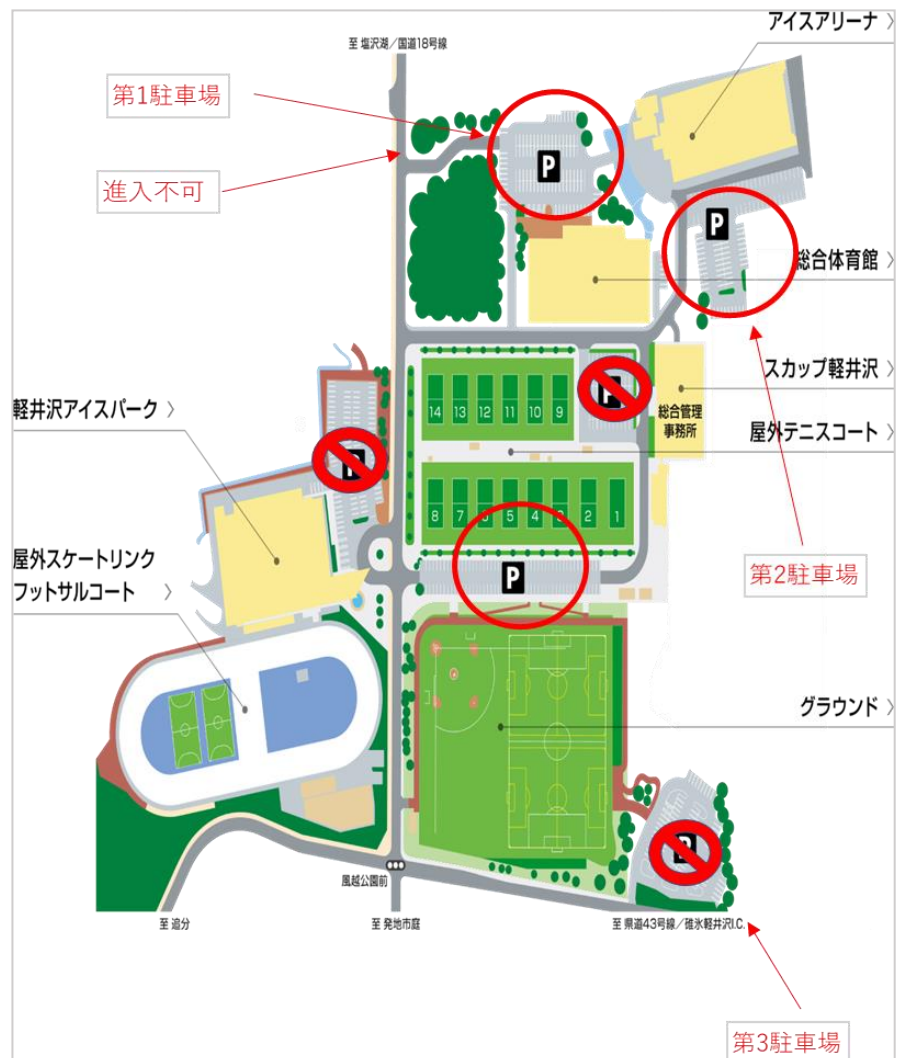 アイスアリーナ 〉
至 塩沢湖／国道18号線
第1駐車場
進入不可
P
P
総合体育館 〉
スカップ軽井沢 〉
軽井沢アイスパーク 〉
14 13 12 11 10 9
P
総合管理
事務所
屋外テニスコート 〉
P
8 7 6 5 4 3 2 1
屋外スケートリンク
フットサルコート 〉
P
第2駐車場
グラウンド 〉
P
風越公園前
至 追分
至 発地市庭
至 県道43号線／碓氷軽井沢I.C.
第3駐車場